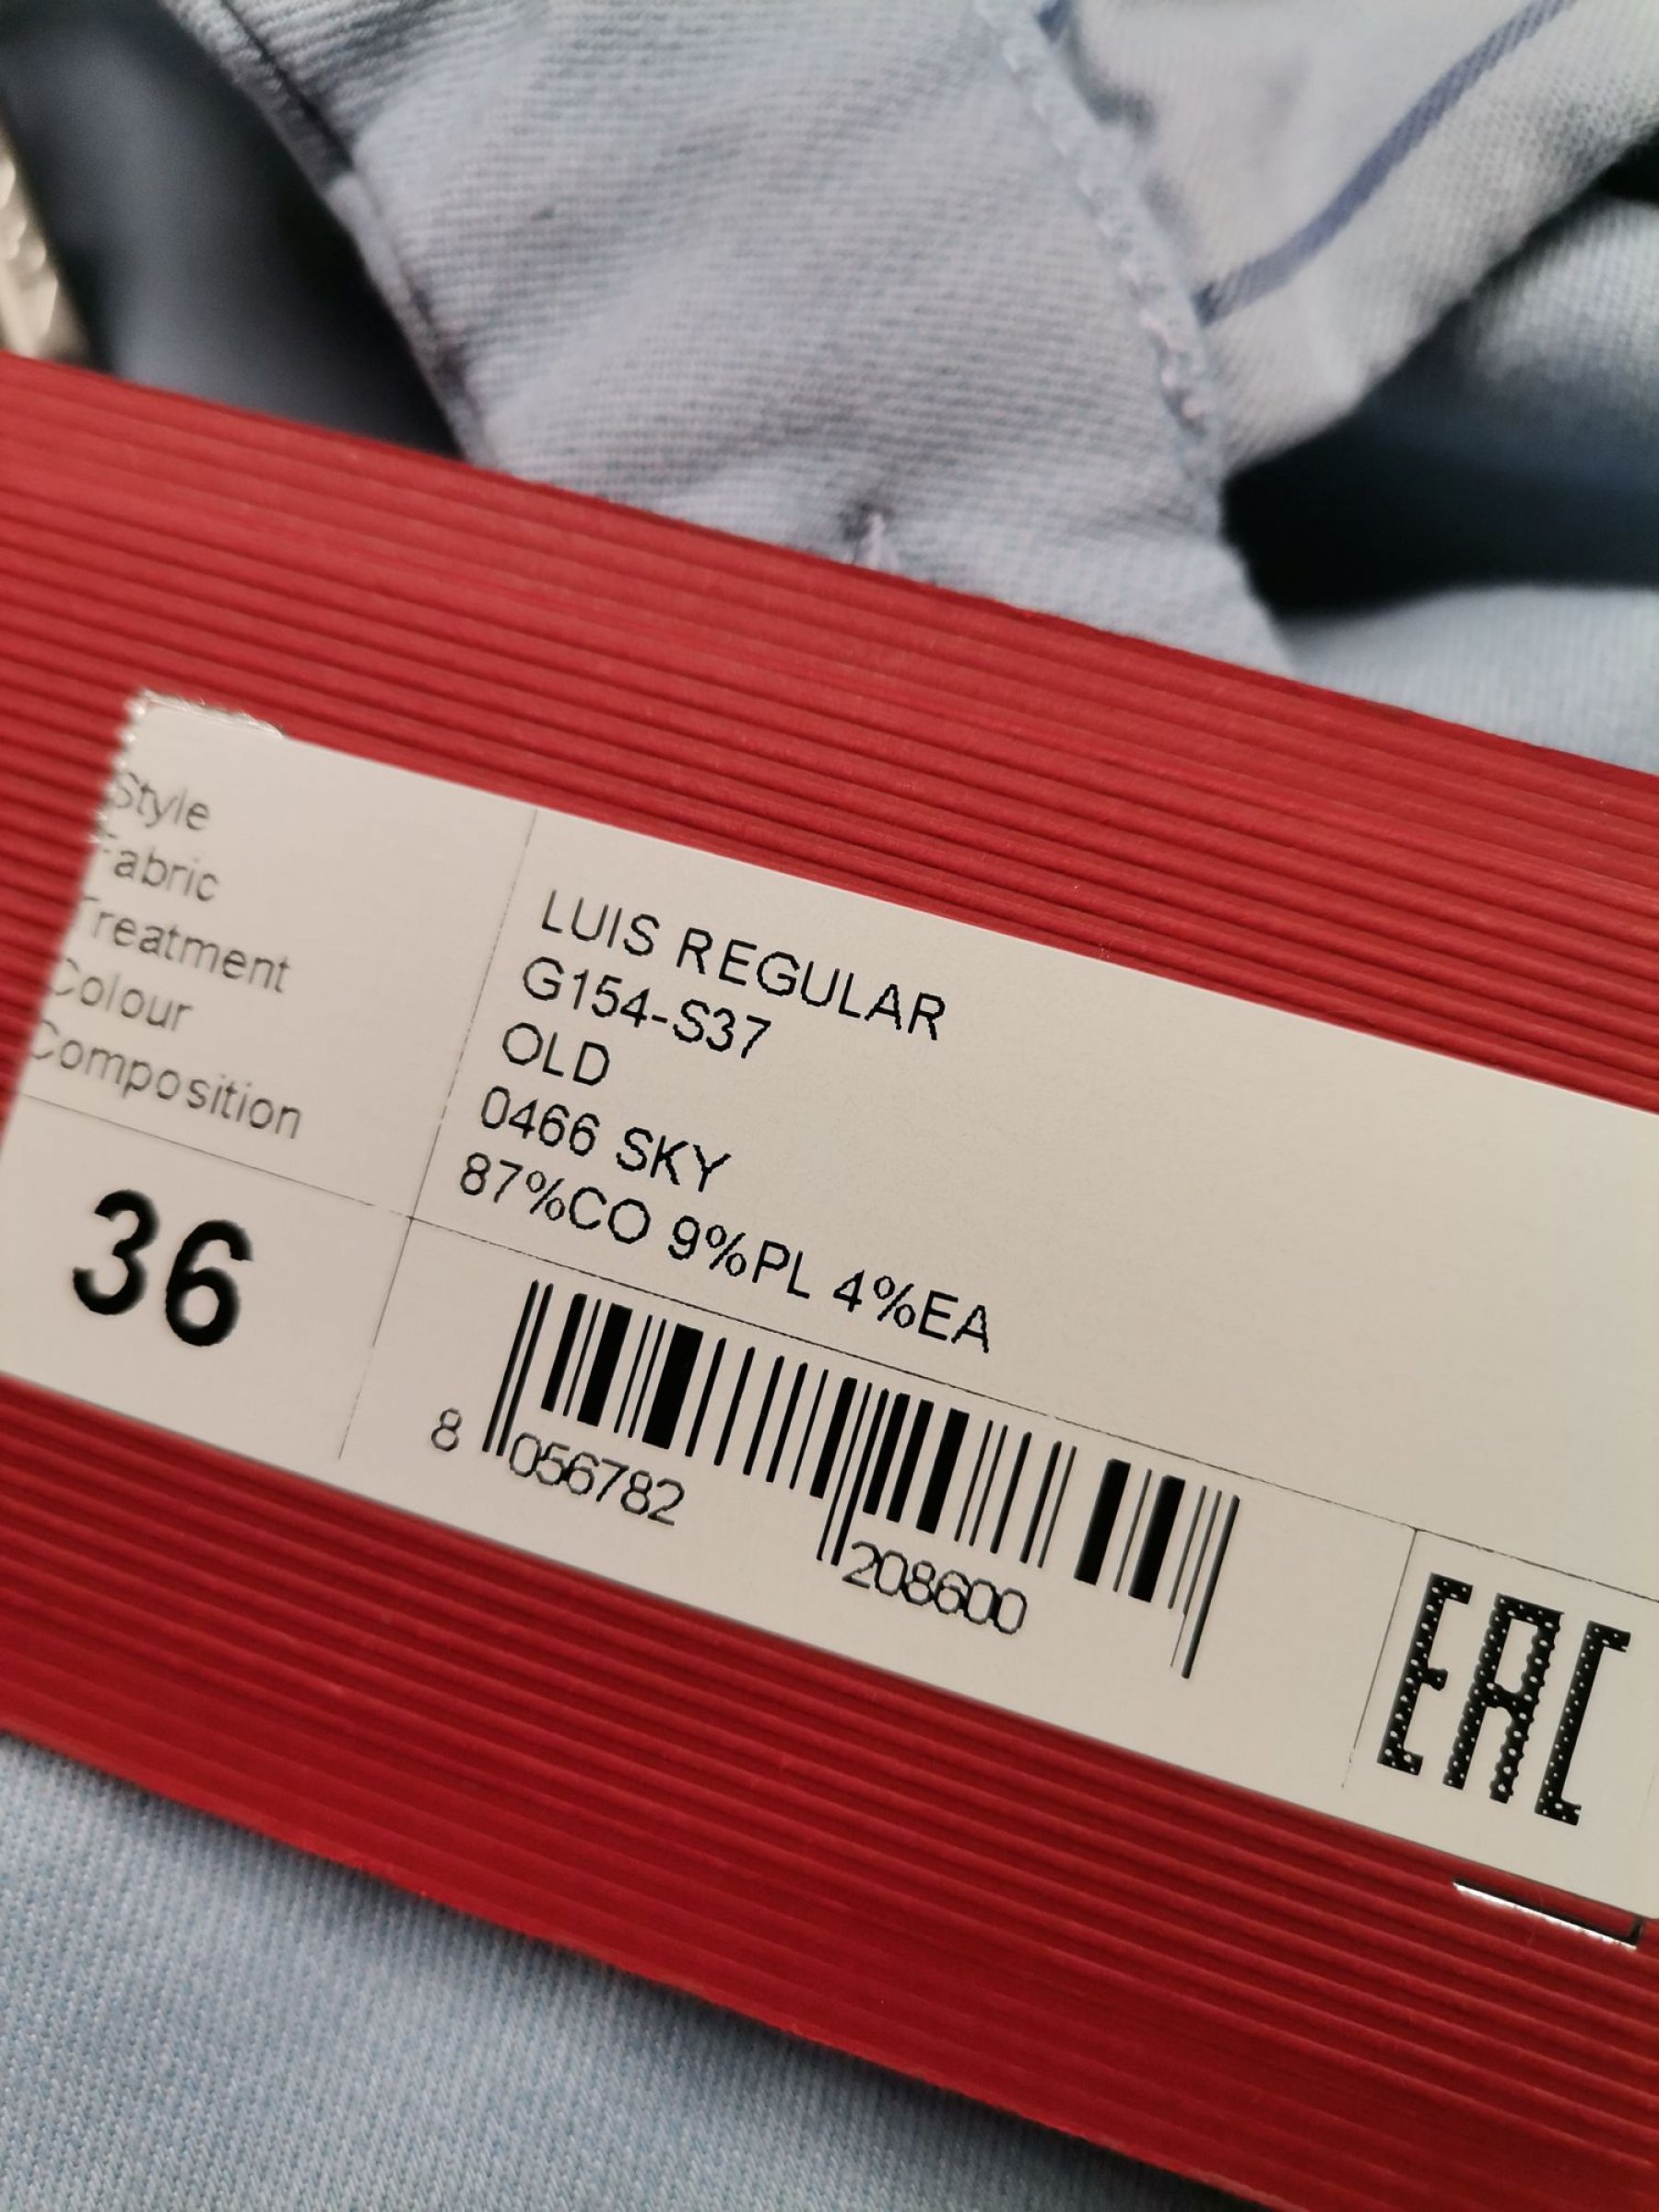 Style
Fabric
Treatment
Colour
Composition
LUIS REGULAR
G154-S37
OLD
0466 SKY
87%CO 9%PL 4%EA
36
8 056782 208600
EAC